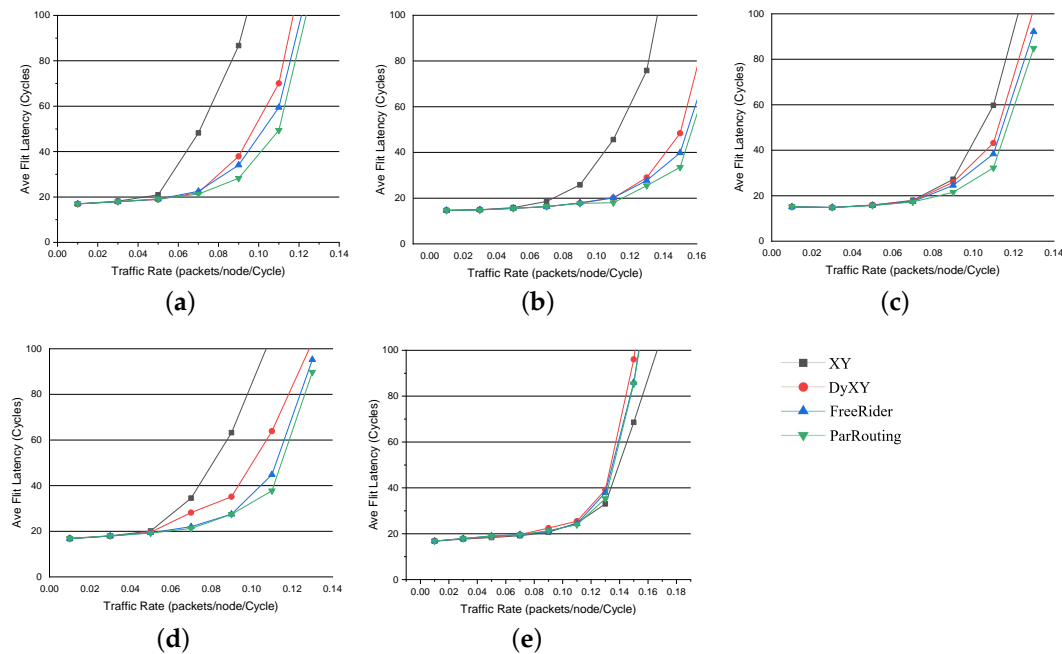 100
80
60
40
20
0
Ave Flit Latency (Cycles)
0.00 0.02 0.04 0.06 0.08 0.10 0.12 0.14
Traffic Rate (packets/node/Cycle)
(a)
100
80
60
40
20
0
Ave Flit Latency (Cycles)
0.00 0.02 0.04 0.06 0.08 0.10 0.12 0.14 0.16
Traffic Rate (packets/node/Cycle)
(b)
100
80
60
40
20
0
Ave Flit Latency (Cycles)
0.00 0.02 0.04 0.06 0.08 0.10 0.12 0.14
Traffic Rate (packets/node/Cycle)
(c)
100
80
60
40
20
0
Ave Flit Latency (Cycles)
0.00 0.02 0.04 0.06 0.08 0.10 0.12 0.14
Traffic Rate (packets/node/Cycle)
(d)
100
80
60
40
20
0
Ave Flit Latency (Cycles)
0.00 0.02 0.04 0.06 0.08 0.10 0.12 0.14 0.16 0.18
Traffic Rate (packets/node/Cycle)
(e)
XY
DyXY
FreeRider
ParRouting